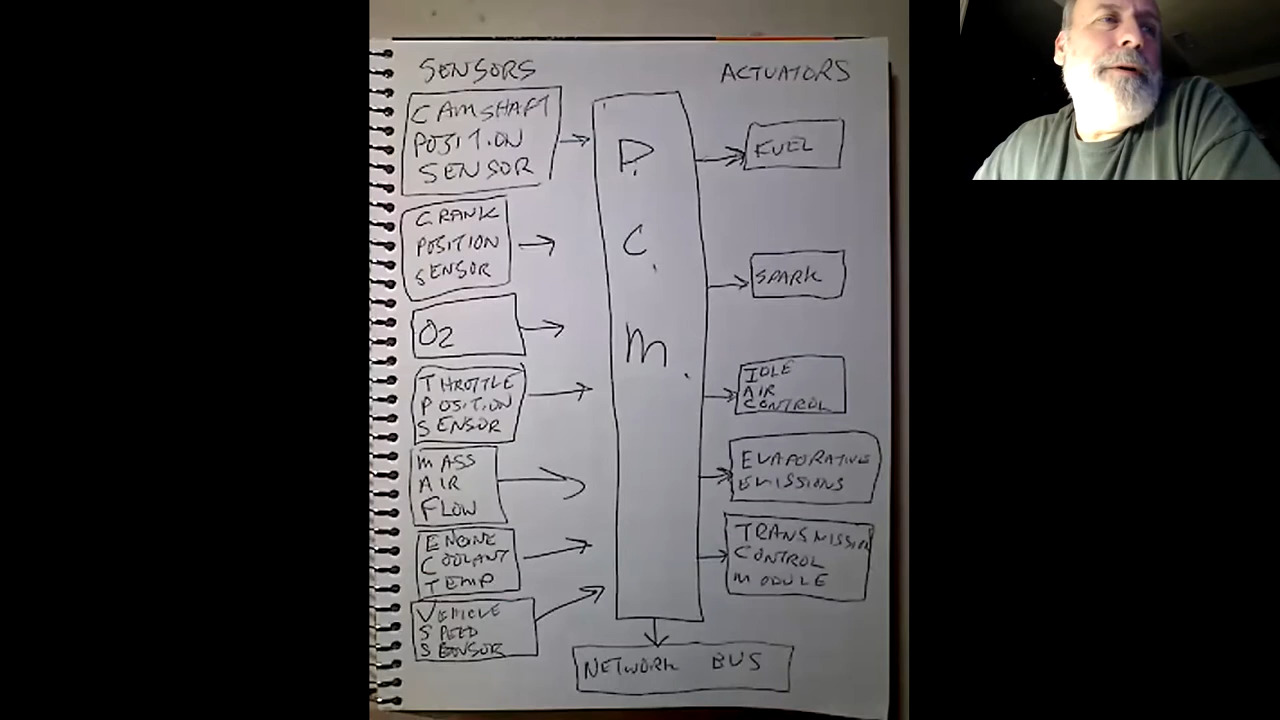 SENSORS
ACTUATORS
CAMSHAFT
POSITION
SENSOR
CRANK
POSITION
SENSOR
O2
THROTTLE
POSITION
SENSOR
MASS
AIR
FLOW
ENGINE
COOLANT
TEMP
VEHICLE
SPEED
SENSOR
P.
C.
M.
FUEL
SPARK
IDLE
AIR
CONTROL
EVAPORATIVE
EMISSIONS
TRANSMISSION
CONTROL
MODULE
NETWORK BUS